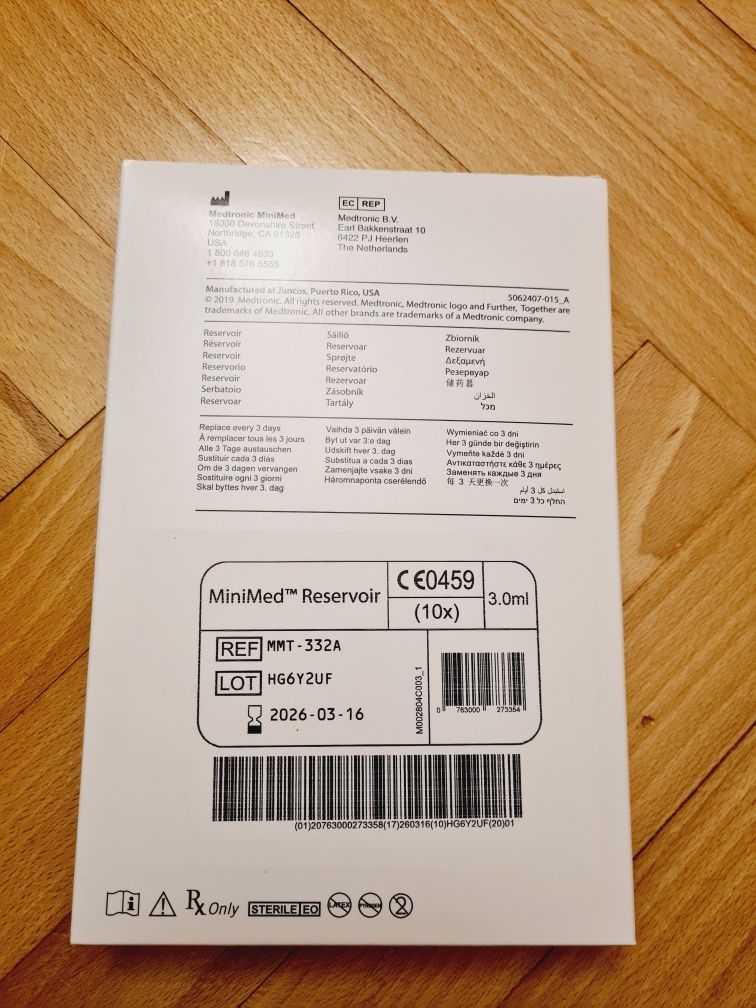 Medtronic MiniMed
18000 Devonshire Street
Northridge, CA 91325
USA
1 800 646 4633
+1 818 576 5555
EC REP
Medtronic B.V.
Earl Bakkenstraat 10
6422 PJ Heerlen
The Netherlands
Manufactured at Juncos, Puerto Rico, USA
5062407-015_A
© 2019 Medtronic. All rights reserved. Medtronic, Medtronic logo and Further, Together are
trademarks of Medtronic. All other brands are trademarks of a Medtronic company.
Reservoir
Réservoir
Reservoir
Reservorio
Reservoir
Serbatoio
Reservoar
Säiliö
Reservoar
Sprøjte
Reservatório
Rezervoar
Zásobník
Tartály
Zbiornik
Rezervuar
Δεξαμενή
Резервуар
储药器
الخزان
מכל
Replace every 3 days
À remplacer tous les 3 jours
Alle 3 Tage austauschen
Sustituir cada 3 días
Om de 3 dagen vervangen
Sostituire ogni 3 giorni
Skal byttes hver 3. dag
Vaihda 3 päivän välein
Byt ut var 3:e dag
Udskift hver 3. dag
Substitua a cada 3 dias
Zamenjajte vsake 3 dni
Háromnaponta cserélendő
Wymieniać co 3 dni
Her 3 günde bir değiştirin
Vyměňte každé 3 dni
Αντικαταστήστε κάθε 3 ημέρες
Заменять каждые 3 дня
每 3 天更换一次
استبدل كل 3 أيام
החלף כל 3 ימים
MiniMed™ Reservoir
CE0459
(10x)
3.0ml
REF MMT-332A
LOT HG6Y2UF
2026-03-16
M002804C003_1
0 763000 273354
(01)20763000273358(17)260316(10)HG6Y2UF(20)01
Rx Only
STERILE EO
LATEX
PYROGEN
2